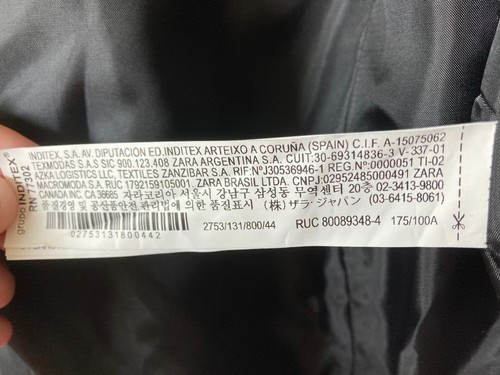 grupo INDITEX
RN/77302
INDITEX, S.A. AV. DIPUTACION ED.INDITEX ARTEIXO A CORUÑA (SPAIN) C.I.F. A-15075062
TEXMODAS S.A.S SIC 900.123.408 ZARA ARGENTINA S.A. CUIT:30-69314836-3 V-337-01
NZKA LOGISTICS LLC, TEXTILES ZANZIBAR S.A. RIF:NºJ30536946-1 REG.Nº:0000051 TI-02
MACROMODA S.A. RUC 1792159105001. ZARA BRASIL LTDA. CNPJ02952485000491 ZARA
CANADA INC. CA 36685 자라코리아 서울시 강남구 삼성동 무역센터 20층 02-3413-9800
품질경영 및 공산품안전 관리법에 의한 품질표시 (株) ザラ・ジャパン (03-6415-8061)
02753131800442
2753/131/800/44
RUC 80089348-4
175/100A